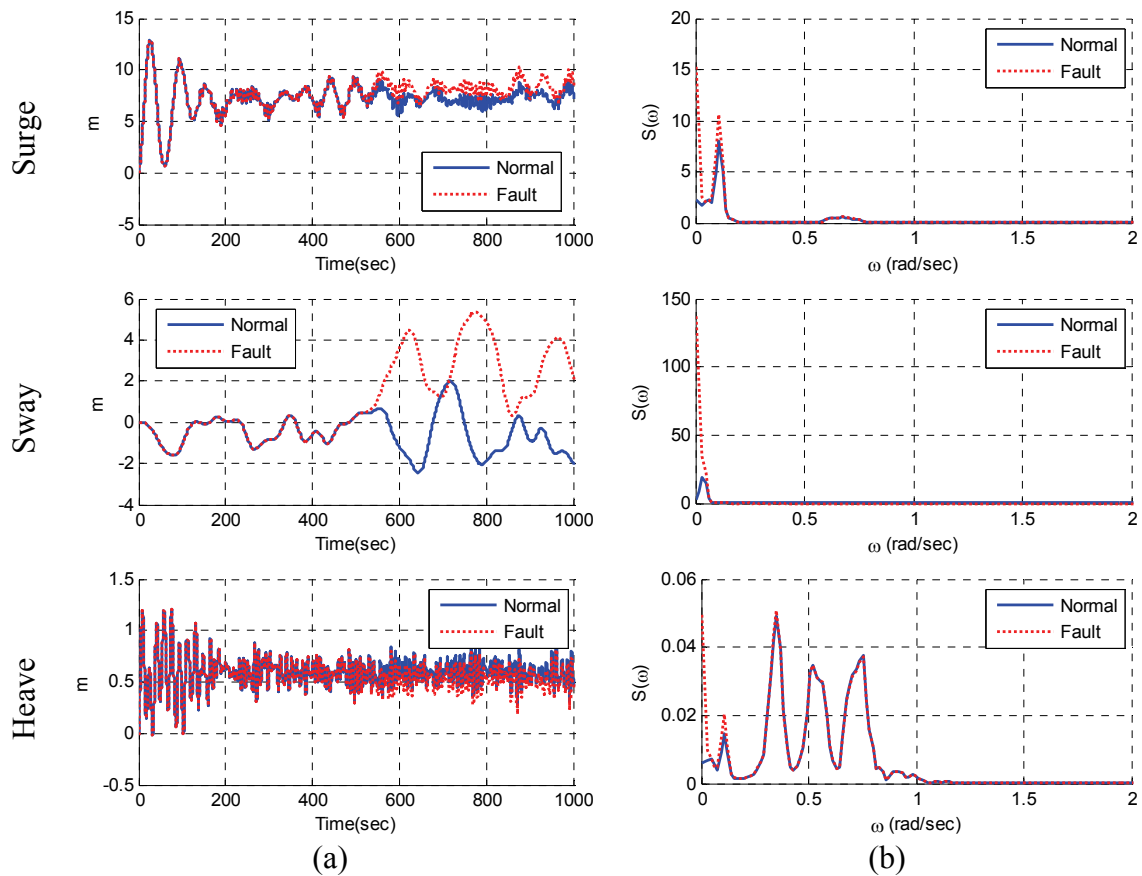 Surge
15
10
5
0
-5
m
0
200
400
600
800
1000
Time(sec)
Normal
Fault
20
15
10
5
0
S(ω)
0
0.5
1
1.5
2
ω (rad/sec)
Normal
Fault
Sway
6
4
2
0
-2
-4
m
0
200
400
600
800
1000
Time(sec)
Normal
Fault
150
100
50
0
S(ω)
0
0.5
1
1.5
2
ω (rad/sec)
Normal
Fault
Heave
1.5
1
0.5
0
-0.5
m
0
200
400
600
800
1000
Time(sec)
Normal
Fault
0.06
0.04
0.02
0
S(ω)
0
0.5
1
1.5
2
ω (rad/sec)
Normal
Fault
(a)
(b)